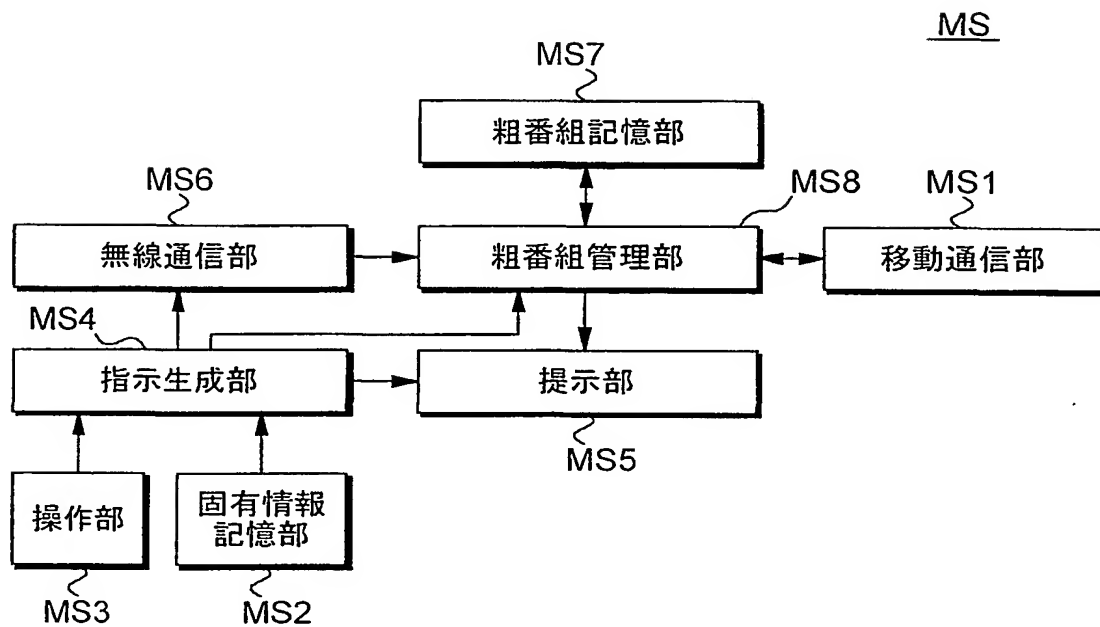 MS
MS7
粗番組記憶部
MS6
MS8
MS1
無線通信部
粗番組管理部
移動通信部
MS4
指示生成部
提示部
MS5
操作部
固有情報
記憶部
MS3
MS2